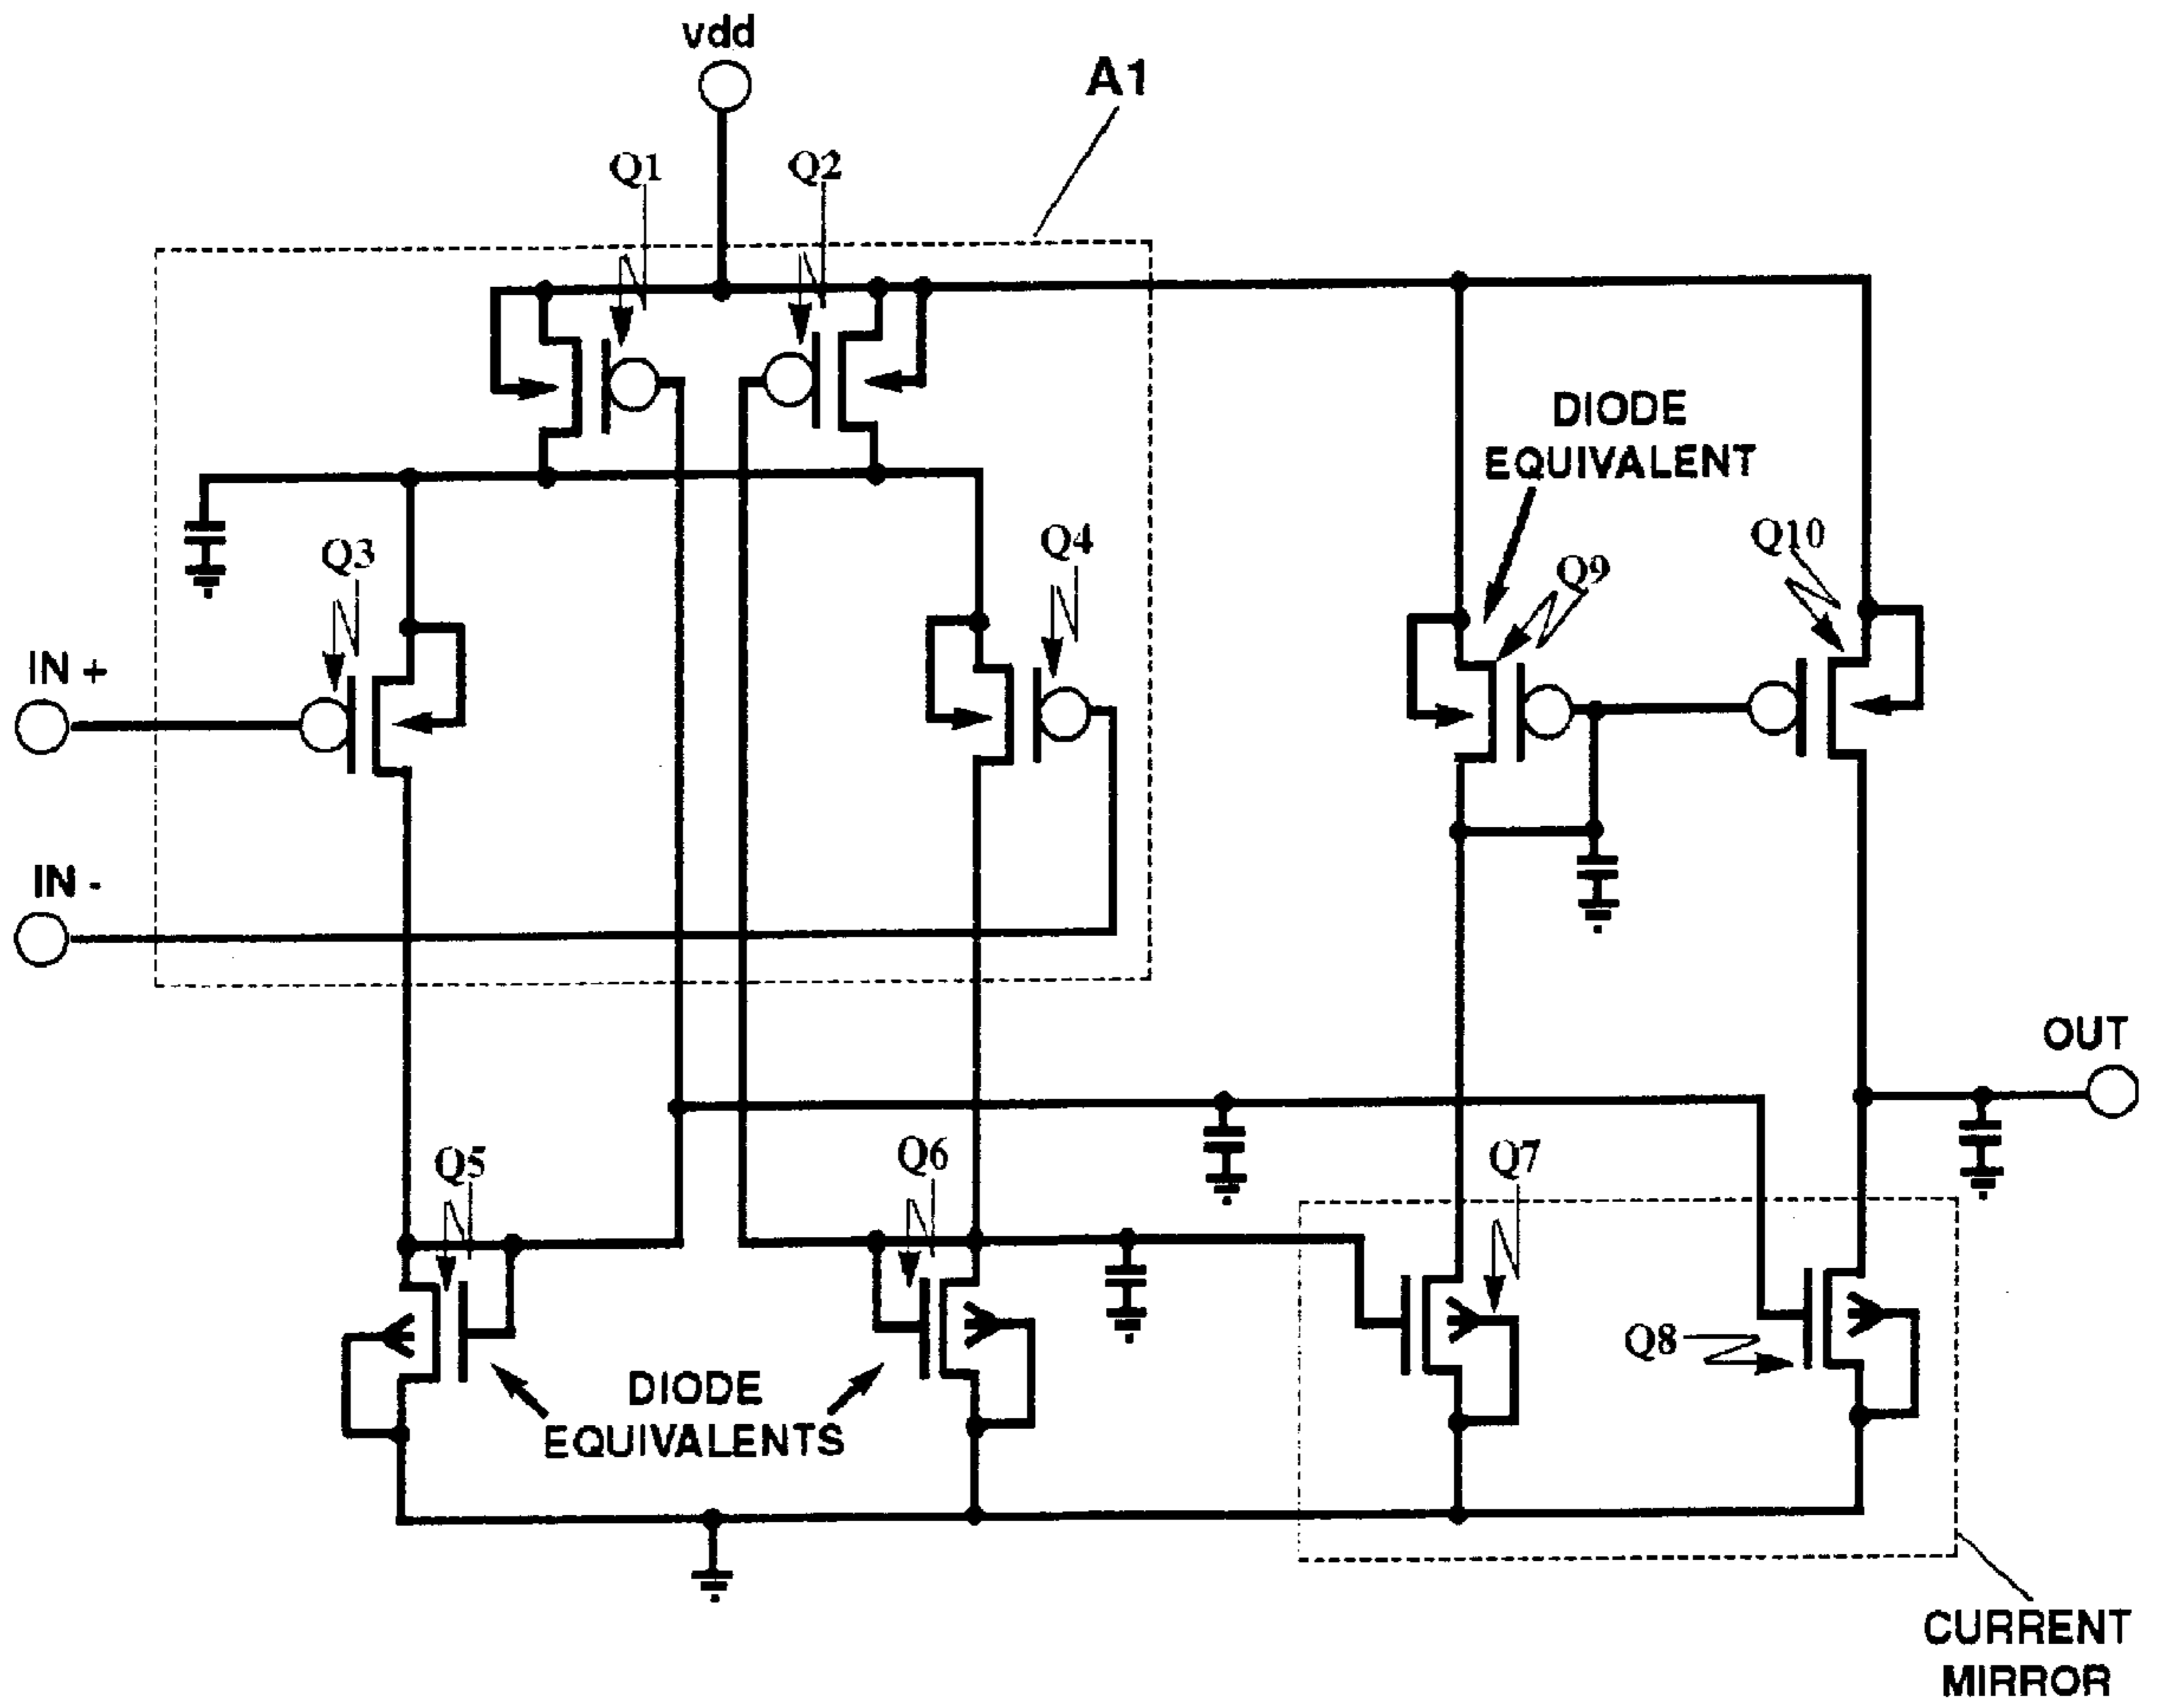 vdd
A1
Q1
Q2
DIODE
EQUIVALENT
Q3
Q4
Q9
Q10
IN +
IN -
OUT
Q5
Q6
Q7
Q8
DIODE
EQUIVALENTS
CURRENT
MIRROR